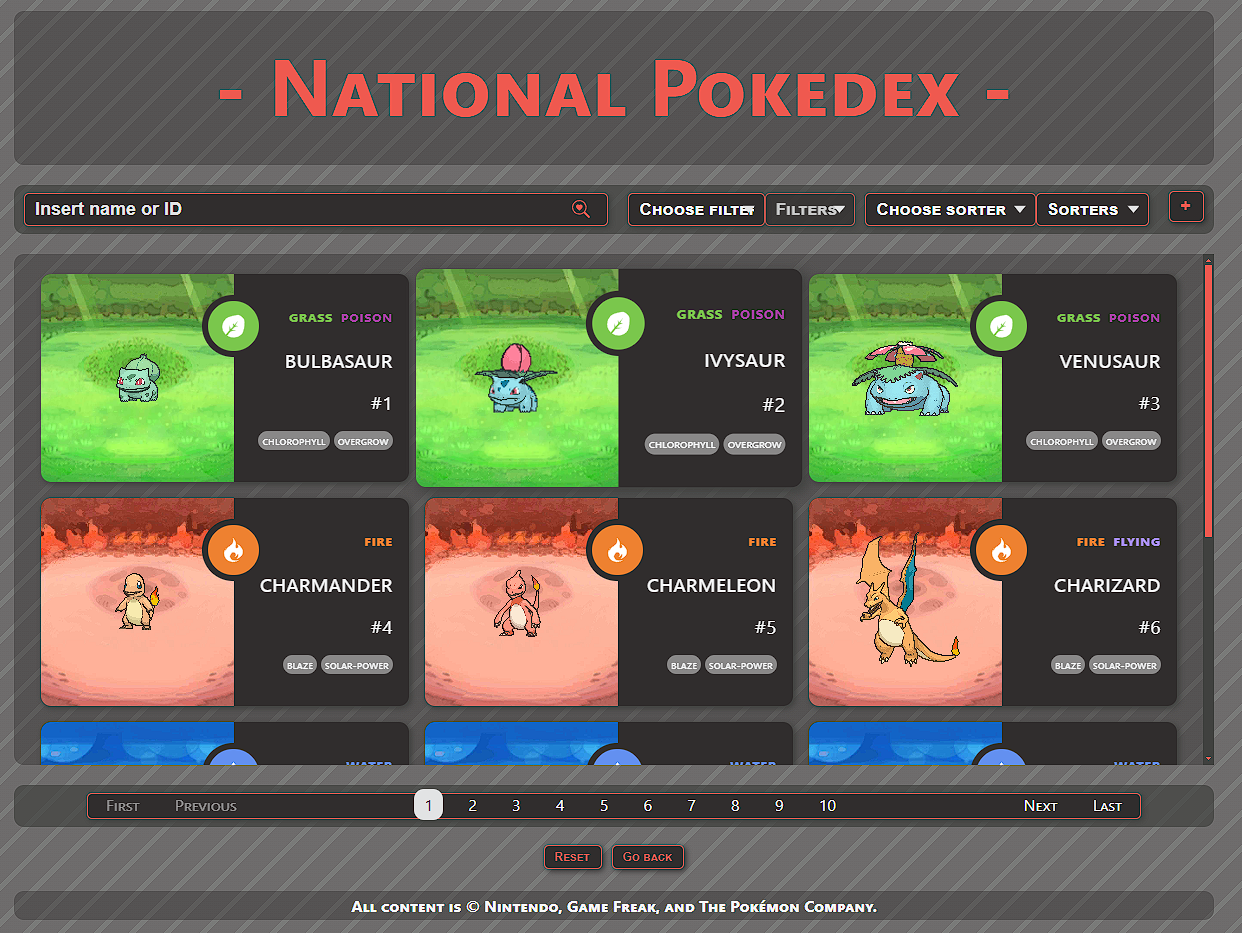 - National Pokedex -
Insert name or ID
Choose filter Filters Choose sorter Sorters +
GRASS POISON
BULBASAUR
#1
CHLOROPHYLL OVERGROW
GRASS POISON
IVYSAUR
#2
CHLOROPHYLL OVERGROW
GRASS POISON
VENUSAUR
#3
CHLOROPHYLL OVERGROW
FIRE
CHARMANDER
#4
BLAZE SOLAR-POWER
FIRE
CHARMELEON
#5
BLAZE SOLAR-POWER
FIRE FLYING
CHARIZARD
#6
BLAZE SOLAR-POWER
WATER
WATER
WATER
First Previous 1 2 3 4 5 6 7 8 9 10 Next Last
Reset Go back
All content is © Nintendo, Game Freak, and The Pokémon Company.